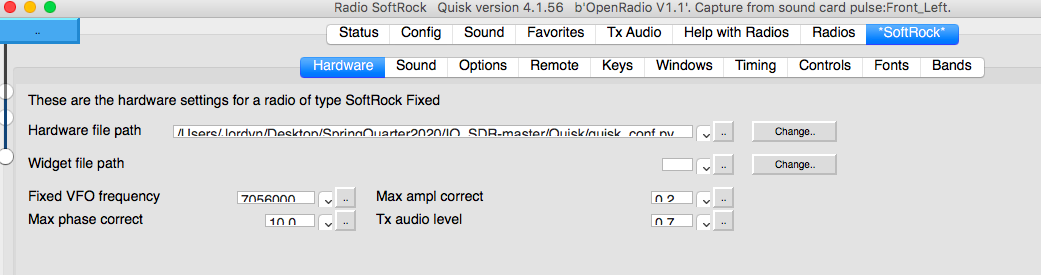 Radio SoftRock Quisk version 4.1.56 b'OpenRadio V1.1'. Capture from sound card pulse:Front_Left.
..
Status Config Sound Favorites Tx Audio Help with Radios Radios *SoftRock*
Hardware Sound Options Remote Keys Windows Timing Controls Fonts Bands
These are the hardware settings for a radio of type SoftRock Fixed
Hardware file path /Users/Jordyn/Desktop/SpringQuarter2020/IQ_SDR-master/Quisk/quisk_conf.py .. Change..
Widget file path .. Change..
Fixed VFO frequency 7056000 .. Max ampl correct 0.2 ..
Max phase correct 10.0 .. Tx audio level 0.7 ..